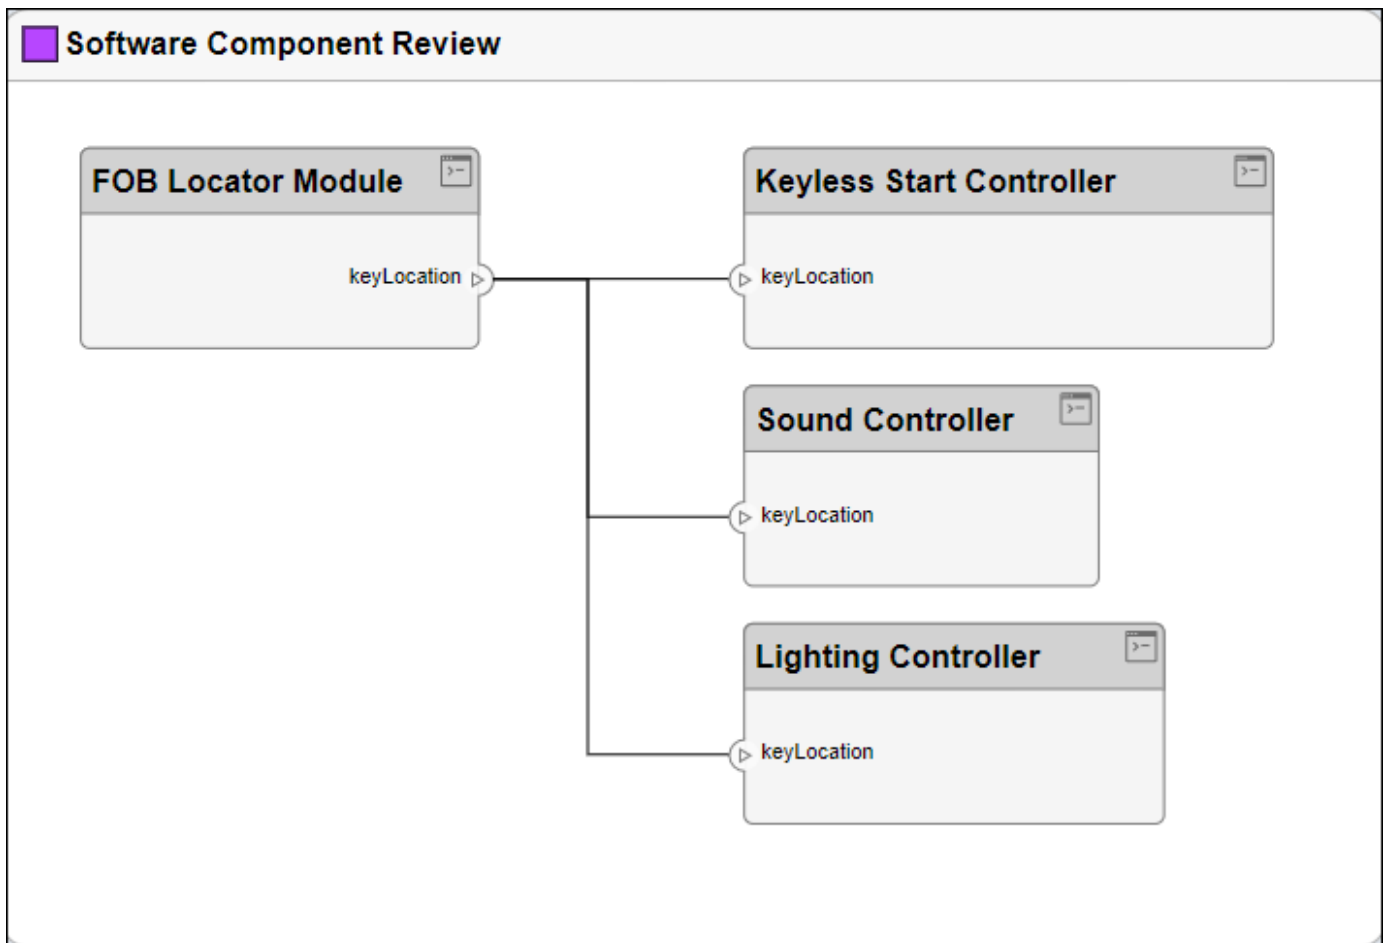 Software Component Review
FOB Locator Module
keyLocation
Keyless Start Controller
keyLocation
Sound Controller
keyLocation
Lighting Controller
keyLocation